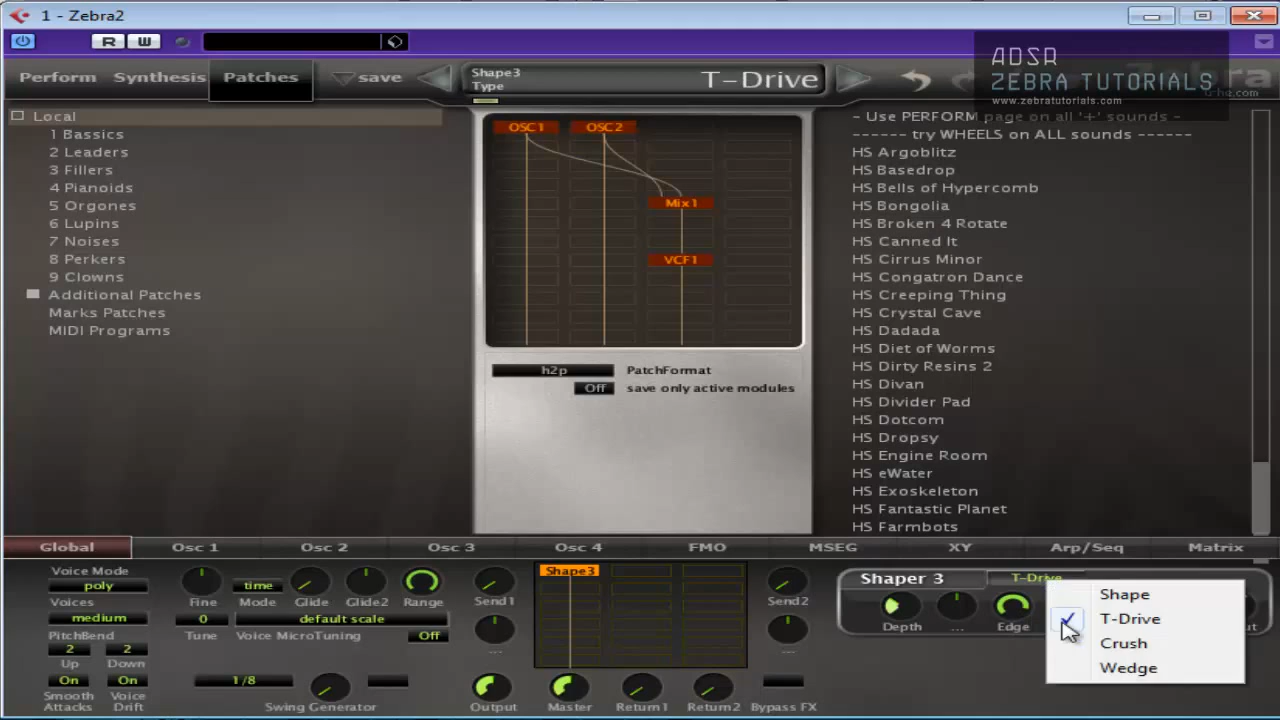 1 - Zebra2
R W
ADSR
ZEBRA TUTORIALS
www.zebratutorials.com
Perform Synthesis Patches save
Shape3
Type
T-Drive
Local
1 Bassics
2 Leaders
3 Fillers
4 Pianoids
5 Orgones
6 Lupins
7 Noises
8 Perkers
9 Clowns
Additional Patches
Marks Patches
MIDI Programs
OSC1 OSC2
Mix1
VCF1
h2p PatchFormat
Off save only active modules
- Use PERFORM page on all '+' sounds -
------ try WHEELS on ALL sounds ------
HS Argoblitz
HS Basedrop
HS Bells of Hypercomb
HS Bongolia
HS Broken 4 Rotate
HS Canned It
HS Cirrus Minor
HS Congatron Dance
HS Creeping Thing
HS Crystal Cave
HS Dadada
HS Diet of Worms
HS Dirty Resins 2
HS Divan
HS Divider Pad
HS Dotcom
HS Dropsy
HS Engine Room
HS eWater
HS Exoskeleton
HS Fantastic Planet
HS Farmbots
Global Osc 1 Osc 2 Osc 3 Osc 4 FMO MSEG XY Arp/Seq Matrix
Voice Mode
poly
Voices
medium
PitchBend
2 2
Up Down
On On
Smooth Voice
Attacks Drift
time
Fine Mode Glide Glide2 Range
0 default scale
Tune Voice MicroTuning Off
1/8
Swing Generator
Send1
...
Output Master Return1 Return2 Bypass FX
Shape3
Send2
...
Shaper 3 T-Drive
Depth ... Edge
Shape
T-Drive
Crush
Wedge